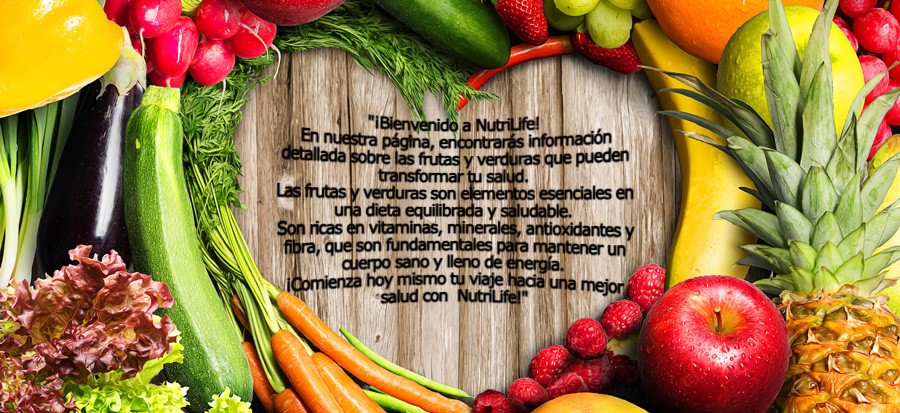 "¡Bienvenido a NutriLife!
En nuestra página, encontrarás información
detallada sobre las frutas y verduras que pueden
transformar tu salud.
Las frutas y verduras son elementos esenciales en
una dieta equilibrada y saludable.
Son ricas en vitaminas, minerales, antioxidantes y
fibra, que son fundamentales para mantener un
cuerpo sano y lleno de energía.
¡Comienza hoy mismo tu viaje hacia una mejor
salud con NutriLife!"